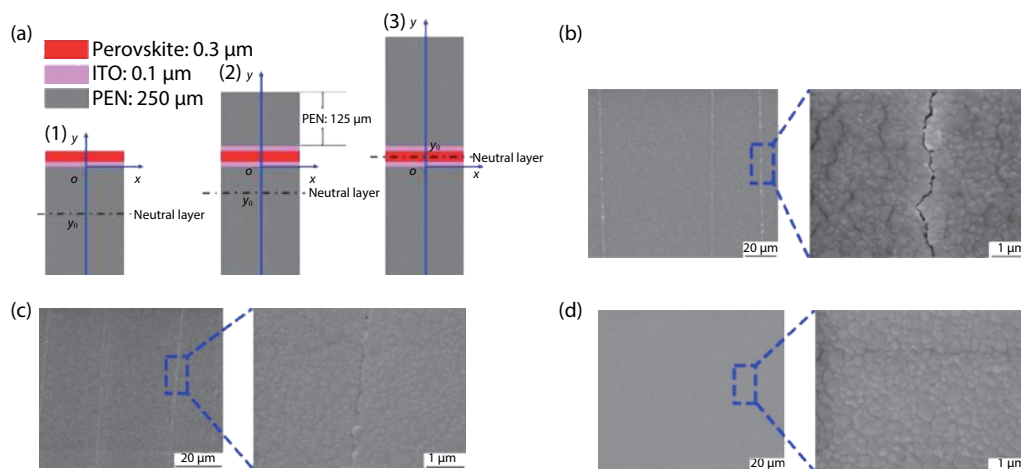 (a)
Perovskite: 0.3 μm
ITO: 0.1 μm
PEN: 250 μm
(1)
y
o
x
y₀
Neutral layer
(2)
y
PEN: 125 μm
o
x
y₀
Neutral layer
(3)
y
y₀
Neutral layer
o
x
(b)
20 μm
1 μm
(c)
20 μm
1 μm
(d)
20 μm
1 μm